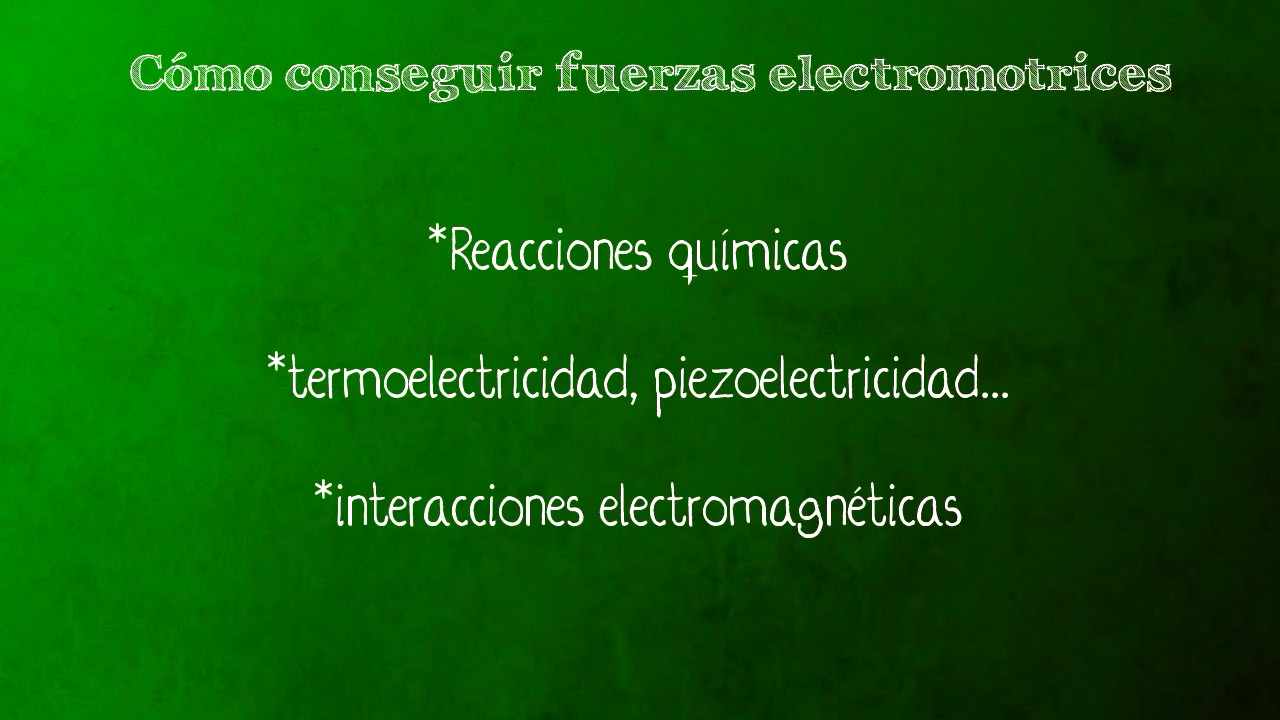 Cómo conseguir fuerzas electromotrices
*Reacciones químicas
*termoelectricidad, piezoelectricidad...
*interacciones electromagnéticas